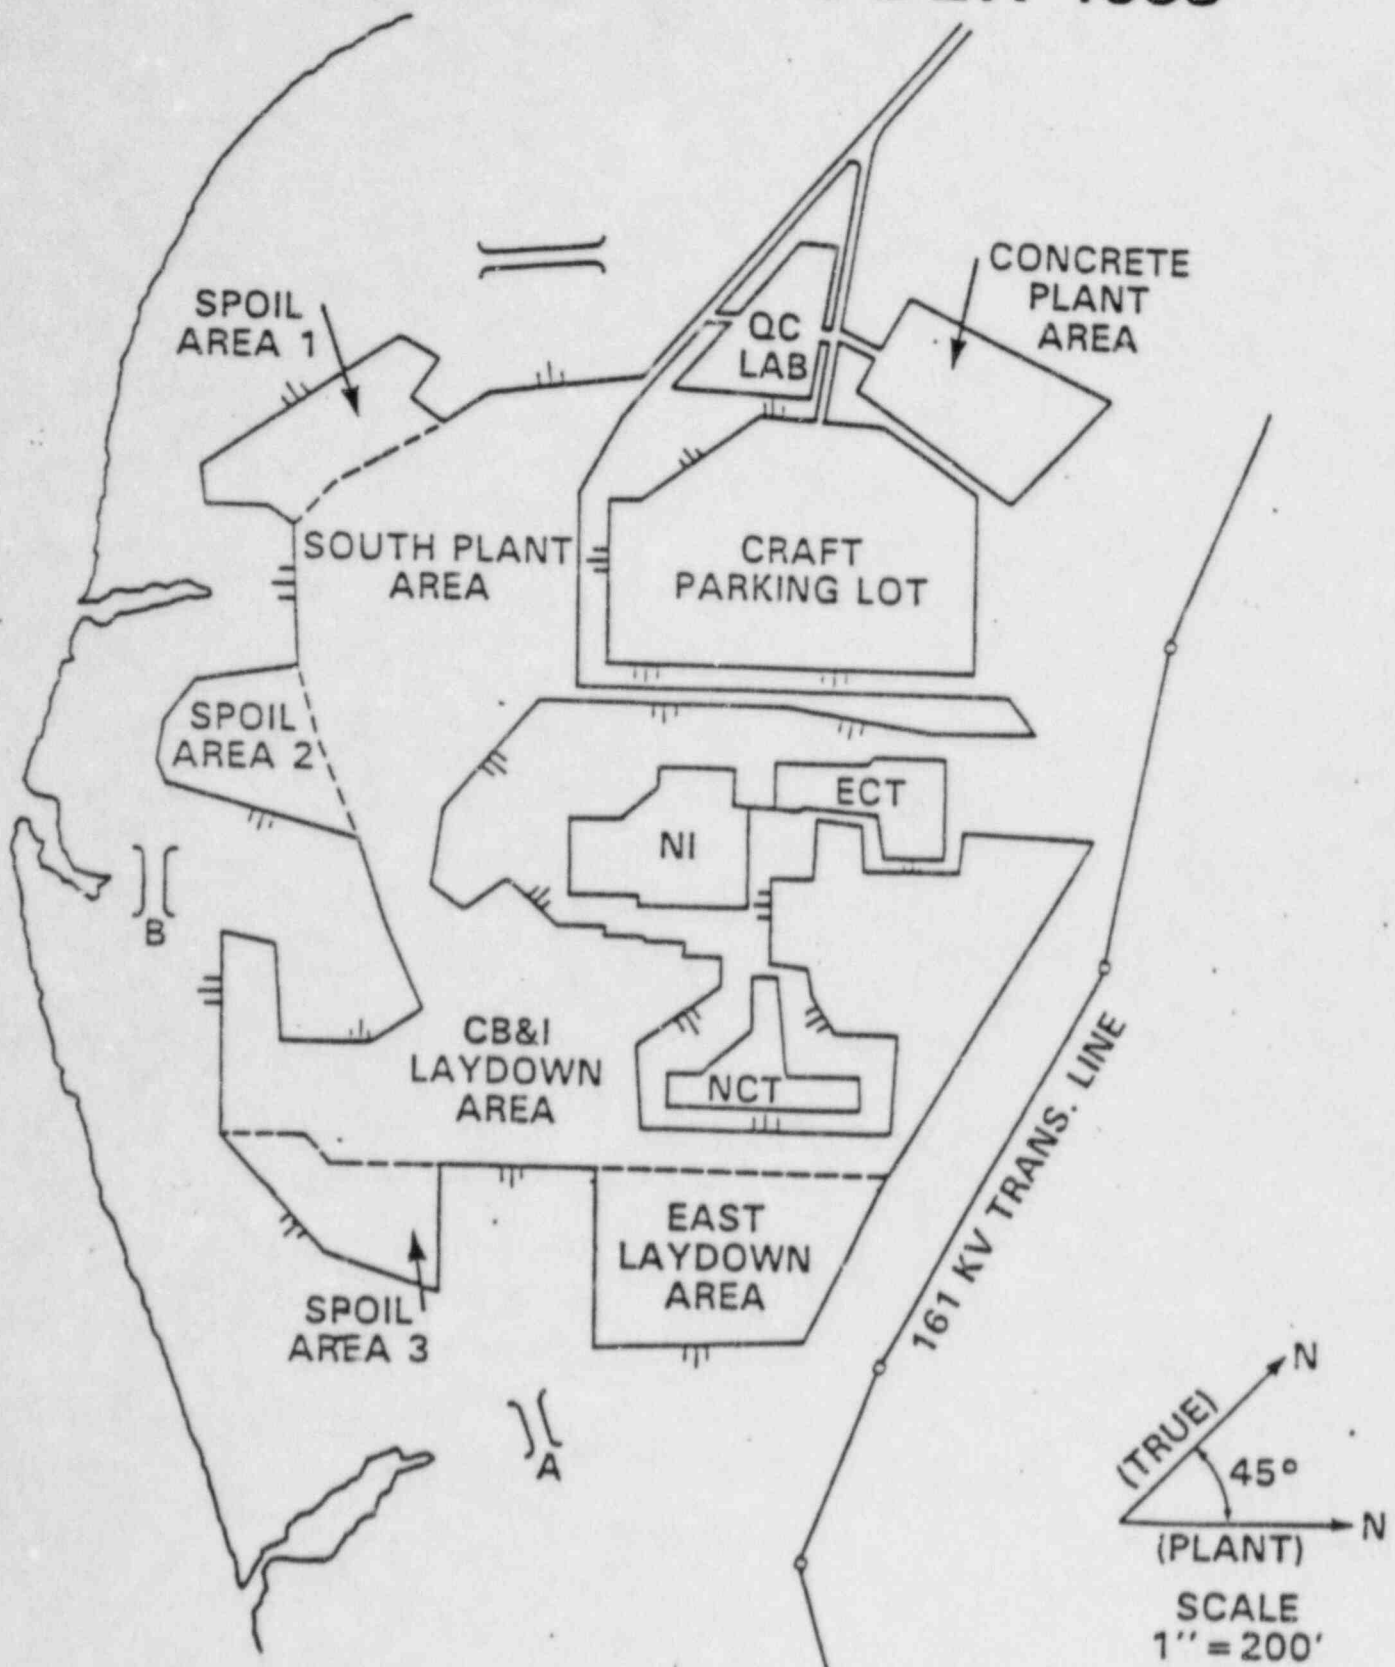 SPOIL
AREA 1
QC
LAB
CONCRETE
PLANT
AREA
SOUTH PLANT
AREA
CRAFT
PARKING LOT
SPOIL
AREA 2
ECT
NI
B
CB&I
LAYDOWN
AREA
NCT
161 KV TRANS. LINE
EAST
LAYDOWN
AREA
SPOIL
AREA 3
A
N
(TRUE)
45°
N
(PLANT)
SCALE
1" = 200'